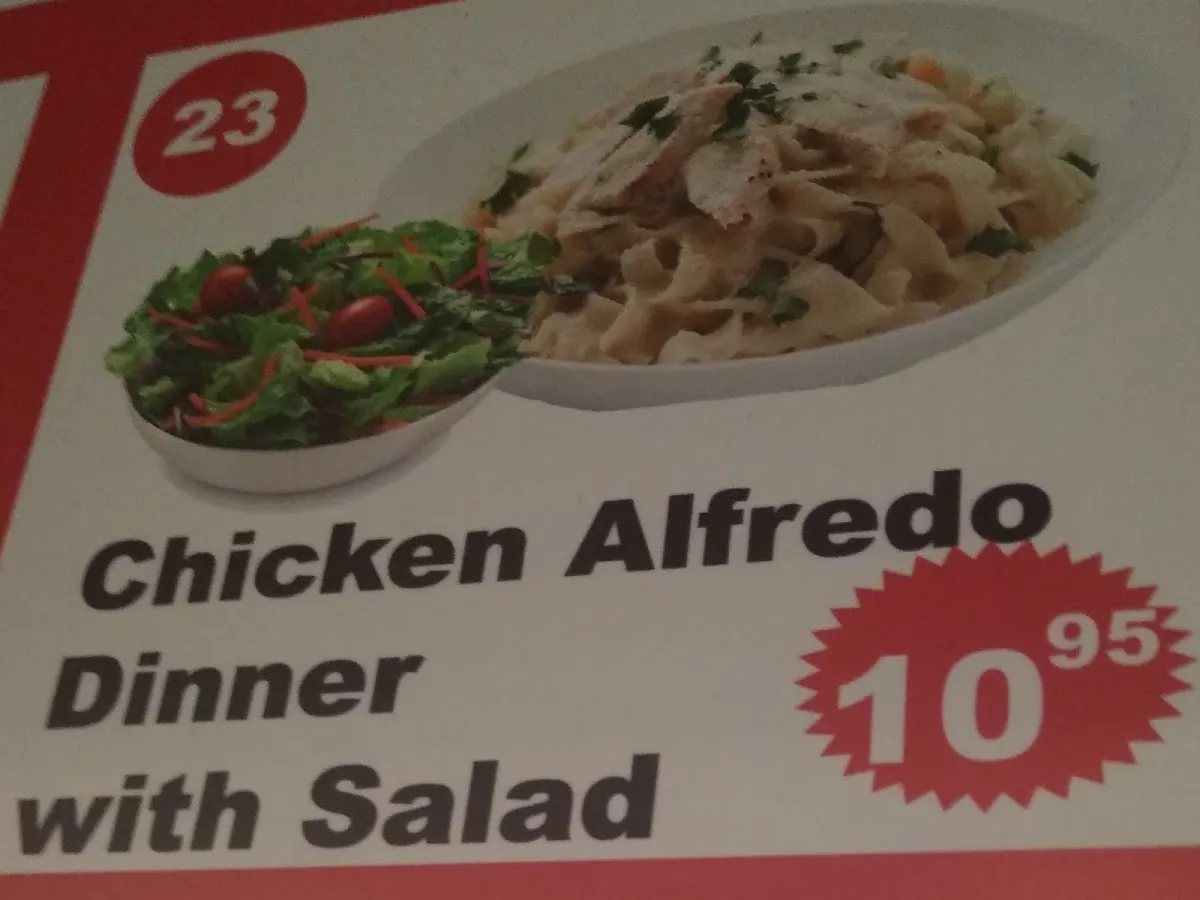 23
Chicken Alfredo
Dinner
with Salad
10 95